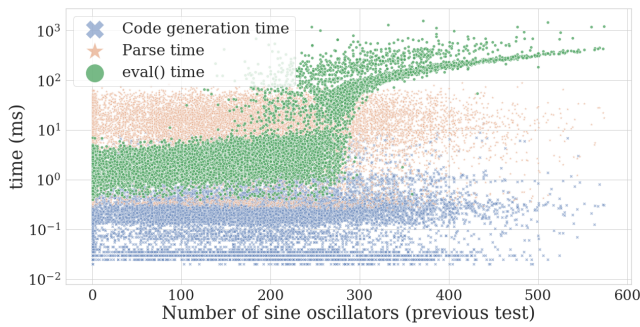 Code generation time
Parse time
eval() time
time (ms)
10³
10²
10¹
10⁰
10⁻¹
10⁻²
0 100 200 300 400 500 600
Number of sine oscillators (previous test)